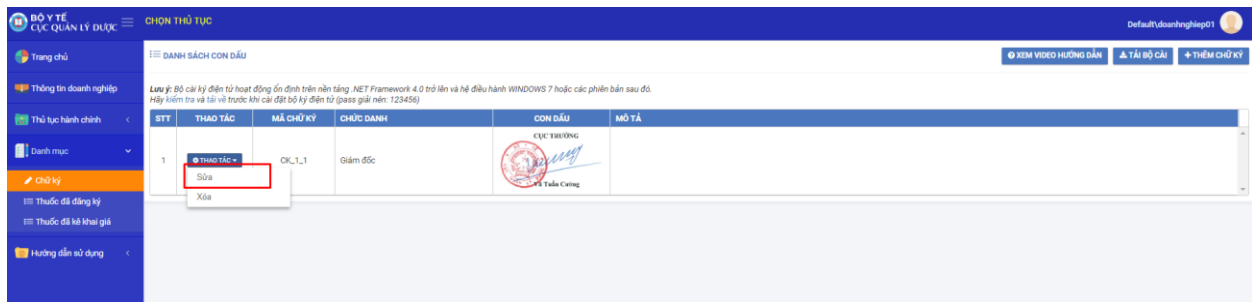 BỘ Y TẾ
CỤC QUẢN LÝ DƯỢC
CHỌN THỦ TỤC
Default\doanhnghiep01
Trang chủ
DANH SÁCH CON DẤU
XEM VIDEO HƯỚNG DẪN
TẢI BỘ CÀI
THÊM CHỮ KÝ
Thông tin doanh nghiệp
Lưu ý: Bộ cài ký điện tử hoạt động ổn định trên nền tảng .NET Framework 4.0 trở lên và hệ điều hành WINDOWS 7 hoặc các phiên bản sau đó.
Hãy kiểm tra và tải về trước khi cài đặt bộ ký điện tử (pass giải nén: 123456)
Thủ tục hành chính
STT THAO TÁC MÃ CHỮ KÝ CHỨC DANH CON DẤU MÔ TẢ
CỤC TRƯỞNG
Danh mục
1 THAO TÁC CK_1_1 Giám đốc
Chữ ký
Sửa
Vũ Tuấn Cường
Xóa
Thuốc đã đăng ký
Thuốc đã kê khai giá
Hướng dẫn sử dụng